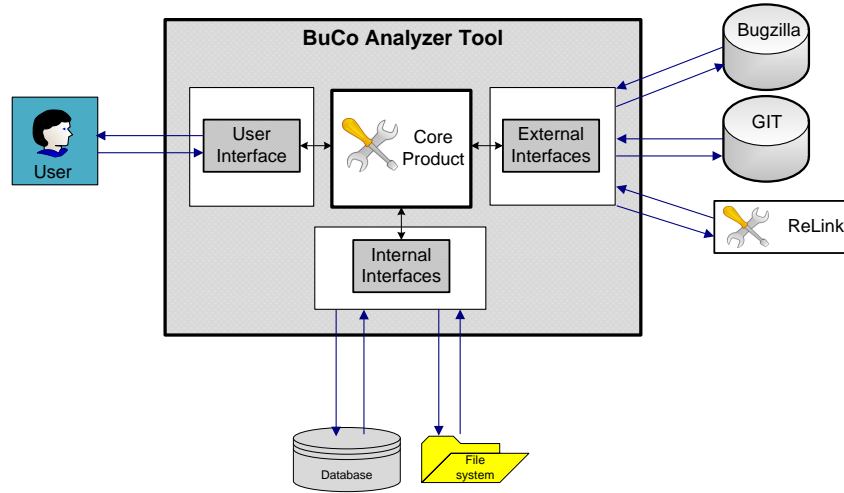 BuCo Analyzer Tool
Bugzilla
GIT
ReLink
User
User
Interface
Core
Product
External
Interfaces
Internal
Interfaces
Database
File
system